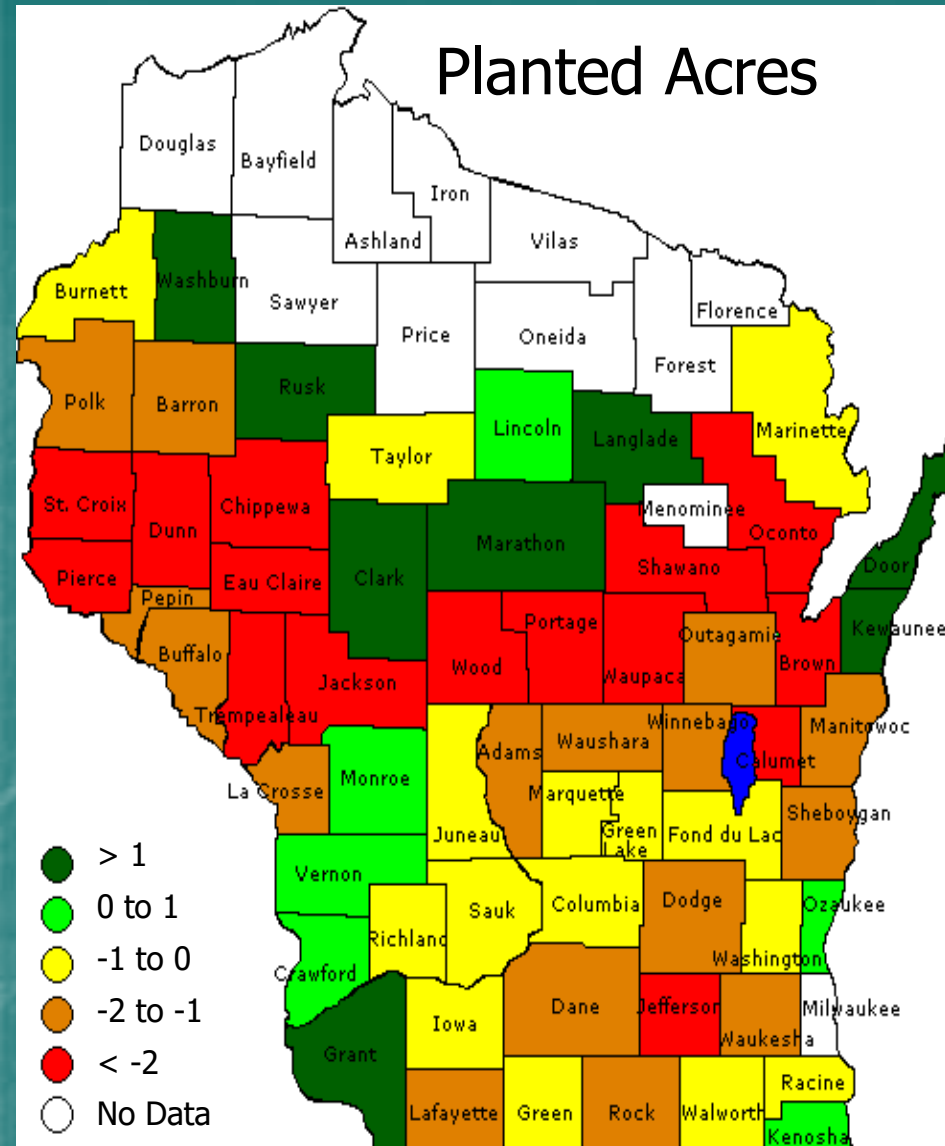 Planted Acres
Douglas
Bayfield
Iron
Ashland
Vilas
Burnett
Washburn
Sawyer
Florence
Price
Oneida
Forest
Polk
Barron
Rusk
Lincoln
Langlade
Marinette
Taylor
St. Croix
Chippewa
Menominee
Dunn
Marathon
Oconto
Pierce
Eau Claire
Clark
Shawano
Door
Pepin
Buffalo
Portage
Outagamie
Kewaunee
Jackson
Wood
Waupaca
Brown
Trempealeau
Winnebago
Manitowoc
Adams
Waushara
Calumet
La Crosse
Monroe
Marquette
Juneau
Green
Lake
Fond du Lac
Sheboygan
Vernon
Richland
Sauk
Columbia
Dodge
Ozaukee
Washington
Crawford
Iowa
Dane
Jefferson
Waukesha
Milwaukee
Grant
Racine
Lafayette
Green
Rock
Walworth
Kenosha
> 1
0 to 1
-1 to 0
-2 to -1
< -2
No Data